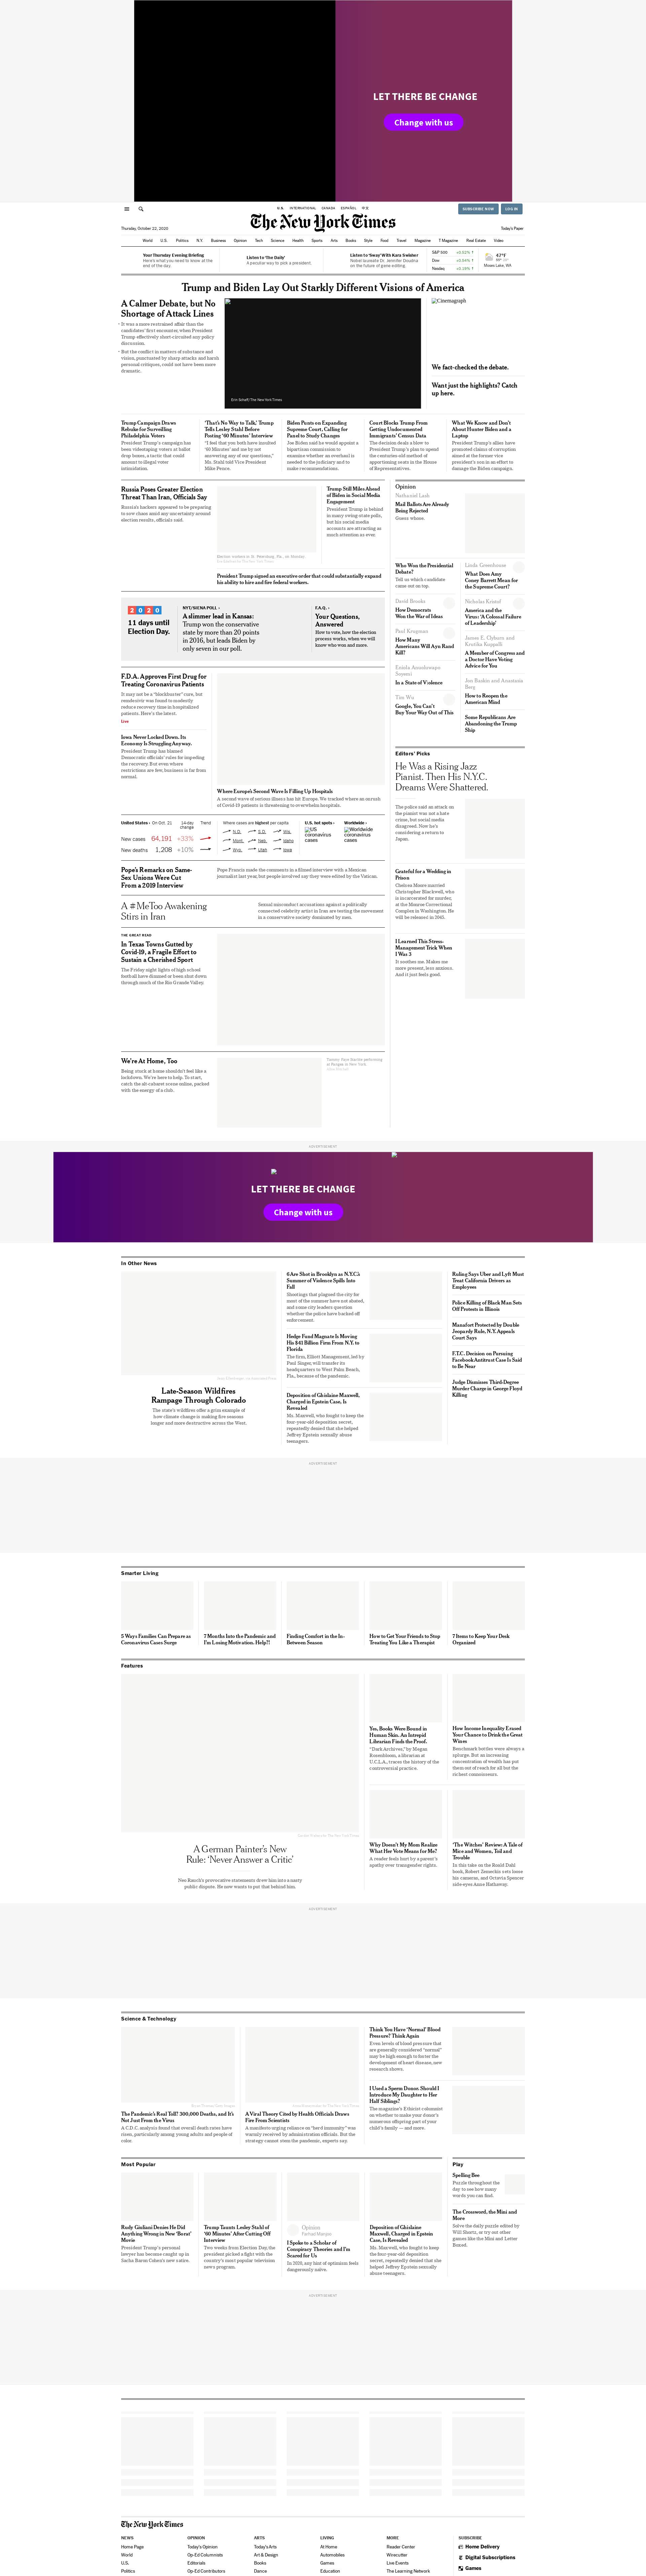 LET THERE BE CHANGE
Change with us
U.S.
INTERNATIONAL
CANADA
ESPAÑOL
中文
SUBSCRIBE NOW
LOG IN
The New York Times
Thursday, October 22, 2020
Today's Paper
World
U.S.
Politics
N.Y.
Business
Opinion
Tech
Science
Health
Sports
Arts
Books
Style
Food
Travel
Magazine
T Magazine
Real Estate
Video
Your Thursday Evening Briefing
Here's what you need to know at the
end of the day.
Listen to 'The Daily'
A peculiar way to pick a president.
Listen to 'Sway' With Kara Swisher
Nobel laureate Dr. Jennifer Doudna
on the future of gene editing.
S&P 500
Dow
Nasdaq
47°F
Moses Lake, WA
Trump and Biden Lay Out Starkly Different Visions of America
A Calmer Debate, but No
Shortage of Attack Lines
It was a more restrained affair than the
candidates' first encounter, when President
Trump effectively short-circuited any policy
discussion.
But the conflict in matters of substance and
vision, punctuated by sharp attacks and harsh
personal critiques, could not have been more
dramatic.
Erin Schaff/The New York Times
Cinemagraph
We fact-checked the debate.
Want just the highlights? Catch
up here.
Trump Campaign Draws
Rebuke for Surveilling
Philadelphia Voters
President Trump's campaign has
been videotaping voters at ballot
drop boxes, a tactic that could
amount to illegal voter
intimidation.
'That's No Way to Talk,' Trump
Tells Lesley Stahl Before
Posting '60 Minutes' Interview
"I feel that you both have insulted
'60 Minutes' and me by not
answering any of our questions,"
Ms. Stahl told Vice President
Mike Pence.
Biden Punts on Expanding
Supreme Court, Calling for
Panel to Study Changes
Joe Biden said he would appoint a
bipartisan commission to
examine whether an overhaul is
needed to the judiciary and to
make recommendations.
Court Blocks Trump From
Getting Undocumented
Immigrants' Census Data
The decision deals a blow to
President Trump's plan to upend
the centuries-old method of
apportioning seats in the House
of Representatives.
What We Know and Don't
About Hunter Biden and a
Laptop
President Trump's allies have
promoted claims of corruption
aimed at the former vice
president's son in an effort to
damage the Biden campaign.
Russia Poses Greater Election
Threat Than Iran, Officials Say
Russia's hackers appeared to be preparing
to sow chaos amid any uncertainty around
election results, officials said.
Trump Still Miles Ahead
of Biden in Social Media
Engagement
President Trump is behind
in many swing-state polls,
but his social media
accounts are attracting as
much attention as ever.
President Trump signed an executive order that could substantially expand
his ability to hire and fire federal workers.
2020
11 days until
Election Day.
NYT/SIENA POLL ›
A slimmer lead in Kansas:
Trump won the conservative
state by more than 20 points
in 2016, but leads Biden by
only seven in our poll.
F.A.Q. ›
Your Questions,
Answered
How to vote, how the election
process works, when we will
know who won and more.
F.D.A. Approves First Drug for
Treating Coronavirus Patients
It may not be a "blockbuster" cure, but
remdesivir was found to modestly
reduce recovery time in hospitalized
patients. Here's the latest.
Live
Iowa Never Locked Down. Its
Economy Is Struggling Anyway.
President Trump has blamed
Democratic officials' rules for impeding
the recovery. But even where
restrictions are few, business is far from
normal.
Where Europe's Second Wave Is Filling Up Hospitals
A second wave of serious illness has hit Europe. We tracked where an onrush
of Covid-19 patients is threatening to overwhelm hospitals.
United States ›
On Oct. 21
14-day
change
Trend
New cases
64,191
+33%
New deaths
1,208
+10%
Where cases are highest per capita
N.D.
S.D.
Wis.
Mont.
Neb.
Idaho
Wyo.
Utah
Iowa
U.S. hot spots ›
US
coronavirus
cases
Worldwide ›
Worldwide
coronavirus
cases
Pope's Remarks on Same-
Sex Unions Were Cut
From a 2019 Interview
Pope Francis made the comments in a filmed interview with a Mexican
journalist last year, but people involved say they were edited by the Vatican.
A #MeToo Awakening
Stirs in Iran
Sexual misconduct accusations against a politically
connected celebrity artist in Iran are testing the movement
in a conservative society dominated by men.
THE GREAT READ
In Texas Towns Gutted by
Covid-19, a Fragile Effort to
Sustain a Cherished Sport
The Friday night lights of high school
football have dimmed or been shut down
through much of the Rio Grande Valley.
We're At Home, Too
Being stuck at home shouldn't feel like a
lockdown. We're here to help. To start,
catch the alt-cabaret scene online, packed
with the energy of a club.
Opinion
Nathaniel Lash
Mail Ballots Are Already
Being Rejected
Guess whose.
Who Won the Presidential
Debate?
Tell us which candidate
came out on top.
Linda Greenhouse
What Does Amy
Coney Barrett Mean for
the Supreme Court?
David Brooks
How Democrats
Won the War of Ideas
Nicholas Kristof
America and the
Virus: 'A Colossal Failure
of Leadership'
Paul Krugman
How Many
Americans Will Ayn Rand
Kill?
James E. Clyburn and
A Member of Congress and
a Doctor Have Voting
Advice for You
In a State of Violence
Jon Raskin and Anastasia
Berg
How to Reopen the
American Mind
Tim Wu
Google, You Can't
Buy Your Way Out of This
Some Republicans Are
Abandoning the Trump
Ship
Editors' Picks
He Was a Rising Jazz
Pianist. Then His N.Y.C.
Dreams Were Shattered.
The police said an attack on
the pianist was not a hate
crime, but social media
disagreed. Now he's
considering a return to
Japan.
Grateful for a Wedding in
Prison
Chelsea Moore married
Christopher Blackwell, who
is incarcerated for murder,
at the Monroe Correctional
Complex in Washington. He
will be released in 2045.
I Learned This Stress-
Management Trick When
I Was 3
It soothes me. Makes me
more present, less anxious.
And it just feels good.
ADVERTISEMENT
LET THERE BE CHANGE
Change with us
In Other News
Late-Season Wildfires
Rampage Through Colorado
The state's wildfires offer a grim example of
how climate change is making fire seasons
longer and more destructive across the West.
6 Are Shot in Brooklyn as N.Y.C.'s
Summer of Violence Spills Into
Fall
Shootings that plagued the city for
most of the summer have not abated,
and some city leaders question
whether the police have backed off
enforcement.
Hedge Fund Magnate Is Moving
His $41 Billion Firm From N.Y. to
Florida
The firm, Elliott Management, led by
Paul Singer, will transfer its
headquarters to West Palm Beach,
Fla., because of the pandemic.
Deposition of Ghislaine Maxwell,
Charged in Epstein Case, Is
Revealed
Ms. Maxwell, who fought to keep the
four-year-old deposition secret,
repeatedly denied that she helped
Jeffrey Epstein sexually abuse
teenagers.
Ruling Says Uber and Lyft Must
Treat California Drivers as
Employees
Police Killing of Black Man Sets
Off Protests in Illinois
Manafort Protected by Double
Jeopardy Rule, N.Y. Appeals
Court Says
F.T.C. Decision on Pursuing
Facebook Antitrust Case Is Said
to Be Near
Judge Dismisses Third-Degree
Murder Charge in George Floyd
Killing
ADVERTISEMENT
Smarter Living
5 Ways Families Can Prepare as
Coronavirus Cases Surge
7 Months Into the Pandemic and
I'm Losing Motivation. Help?!
Finding Comfort in the In-
Between Season
How to Get Your Friends to Stop
Treating You Like a Therapist
7 Items to Keep Your Desk
Organized
Features
A German Painter's New
Rule: 'Never Answer a Critic'
Neo Rauch's provocative statements drew him into a nasty
public dispute. He now wants to put that behind him.
Yes, Books Were Bound in
Human Skin. An Intrepid
Librarian Finds the Proof.
"Dark Archives," by Megan
Rosenbloom, a librarian at
U.C.L.A., traces the history of the
controversial practice.
How Income Inequality Erased
Your Chance to Drink the Great
Wines
Benchmark bottles were always a
splurge. But an increasing
concentration of wealth has put
them out of reach for all but the
richest connoisseurs.
Why Doesn't My Mom Realize
What Her Vote Means for Me?
A reader feels hurt by a parent's
apathy over transgender rights.
'The Witches' Review: A Tale of
Mice and Women, Toil and
Trouble
In this take on the Roald Dahl
book, Robert Zemeckis sets loose
his cameras, and Octavia Spencer
side-eyes Anne Hathaway.
ADVERTISEMENT
Science & Technology
The Pandemic's Real Toll? 300,000 Deaths, and It's
Not Just From the Virus
A C.D.C. analysis found that overall death rates have
risen, particularly among young adults and people of
color.
A Viral Theory Cited by Health Officials Draws
Fire From Scientists
A manifesto urging reliance on "herd immunity" was
warmly received by administration officials. But the
strategy cannot stem the pandemic, experts say.
Think You Have 'Normal' Blood
Pressure? Think Again
Even levels of blood pressure that
are generally considered "normal"
may be high enough to foster the
development of heart disease, new
research shows.
I Used a Sperm Donor. Should I
Introduce My Daughter to Her
Half Siblings?
The magazine's Ethicist columnist
on whether to make your donor's
numerous offspring part of your
child's family — and more.
Most Popular
Rudy Giuliani Denies He Did
Anything Wrong in New 'Borat'
Movie
President Trump's personal
lawyer has become caught up in
Sacha Baron Cohen's new satire.
Trump Taunts Lesley Stahl of
'60 Minutes' After Cutting Off
Interview
Two weeks from Election Day, the
president picked a fight with the
country's most popular television
news program.
Opinion
Farhad Manjoo
I Spoke to a Scholar of
Conspiracy Theories and I'm
Scared for Us
In 2020, any hint of optimism feels
dangerously naive.
Deposition of Ghislaine
Maxwell, Charged in Epstein
Case, Is Revealed
Ms. Maxwell, who fought to keep
the four-year-old deposition
secret, repeatedly denied that she
helped Jeffrey Epstein sexually
abuse teenagers.
Play
Spelling Bee
Puzzle throughout the
day to see how many
words you can find.
The Crossword, the Mini and
More
Solve the daily puzzle edited by
Will Shortz, or try out other
games like the Mini and Letter
Boxed.
ADVERTISEMENT
The New York Times
NEWS
Home Page
World
U.S.
Politics
OPINION
Today's Opinion
Op-Ed Columnists
Editorials
Op-Ed Contributors
ARTS
Today's Arts
Art & Design
Books
Dance
LIVING
At Home
Automobiles
Games
Education
MORE
Reader Center
Wirecutter
Live Events
The Learning Network
SUBSCRIBE
Home Delivery
Digital Subscriptions
Games